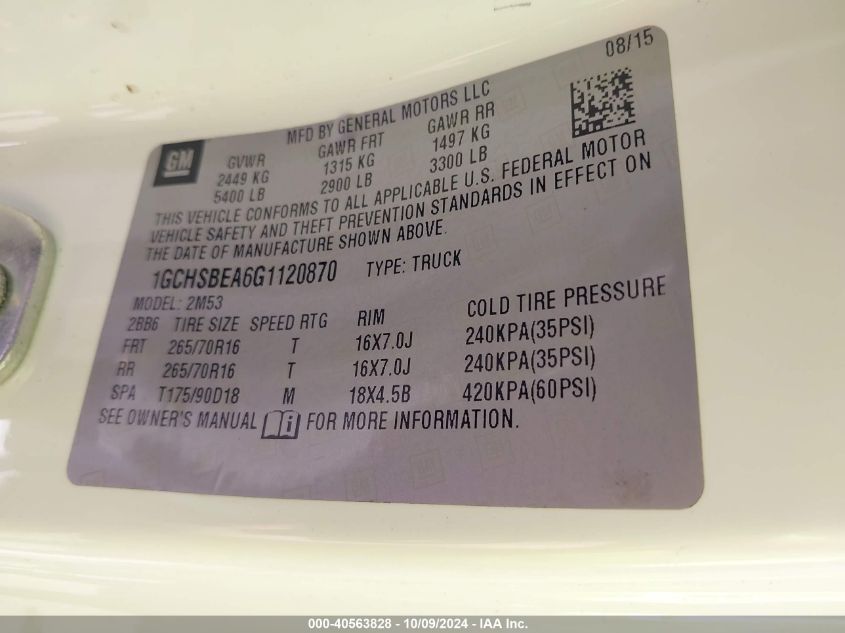 08/15
MFD BY GENERAL MOTORS LLC
GM
GVWR GAWR FRT GAWR RR
2449 KG 1315 KG 1497 KG
5400 LB 2900 LB 3300 LB
THIS VEHICLE CONFORMS TO ALL APPLICABLE U.S. FEDERAL MOTOR
VEHICLE SAFETY AND THEFT PREVENTION STANDARDS IN EFFECT ON
THE DATE OF MANUFACTURE SHOWN ABOVE.
1GCHSBEA6G1120870 TYPE: TRUCK
MODEL: 2M53
2BB6 TIRE SIZE SPEED RTG RIM COLD TIRE PRESSURE
FRT 265/70R16 T 16X7.0J 240KPA(35PSI)
RR 265/70R16 T 16X7.0J 240KPA(35PSI)
SPA T175/90D18 M 18X4.5B 420KPA(60PSI)
SEE OWNER'S MANUAL FOR MORE INFORMATION.
000-40563828 - 10/09/2024 - IAA Inc.